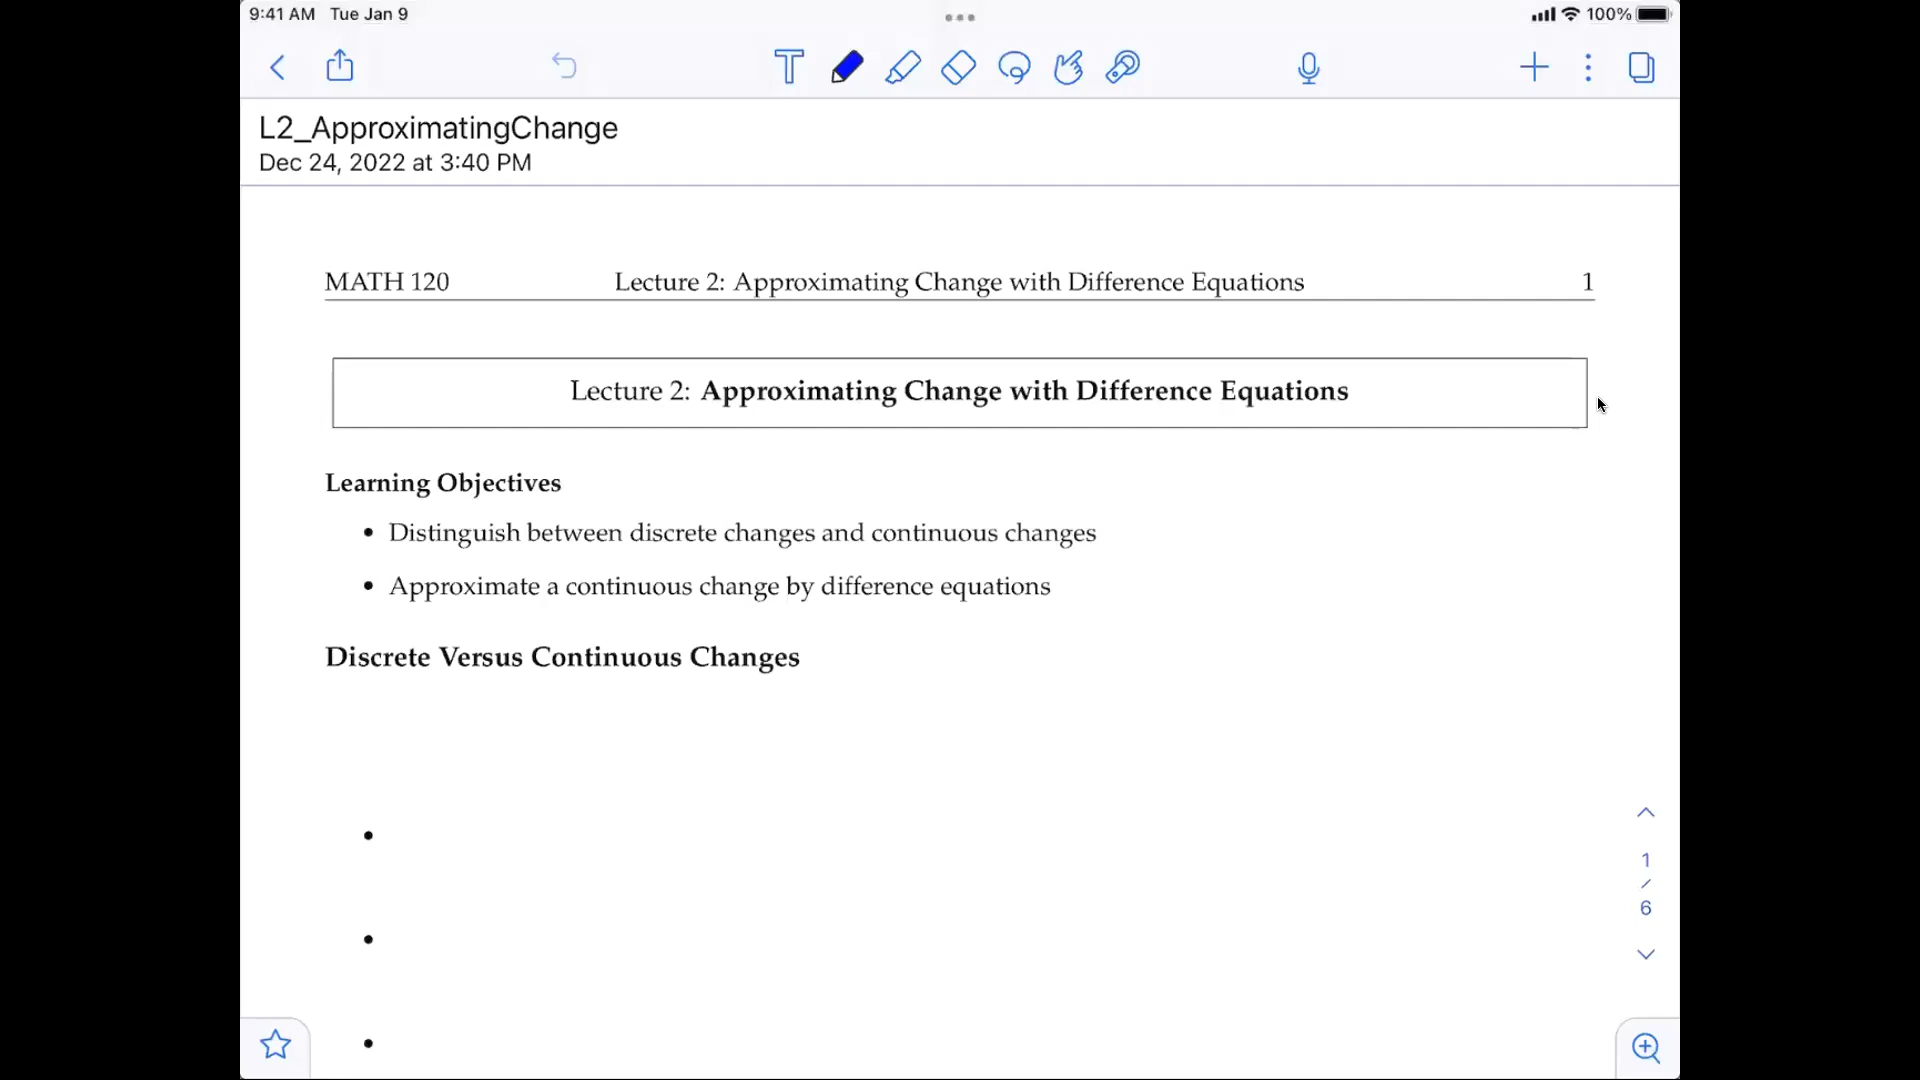 9:41 AM Tue Jan 9
100%
L2_ApproximatingChange
Dec 24, 2022 at 3:40 PM
MATH 120 Lecture 2: Approximating Change with Difference Equations 1
Lecture 2: Approximating Change with Difference Equations
Learning Objectives
• Distinguish between discrete changes and continuous changes
• Approximate a continuous change by difference equations
Discrete Versus Continuous Changes
•
•
•
1
/
6